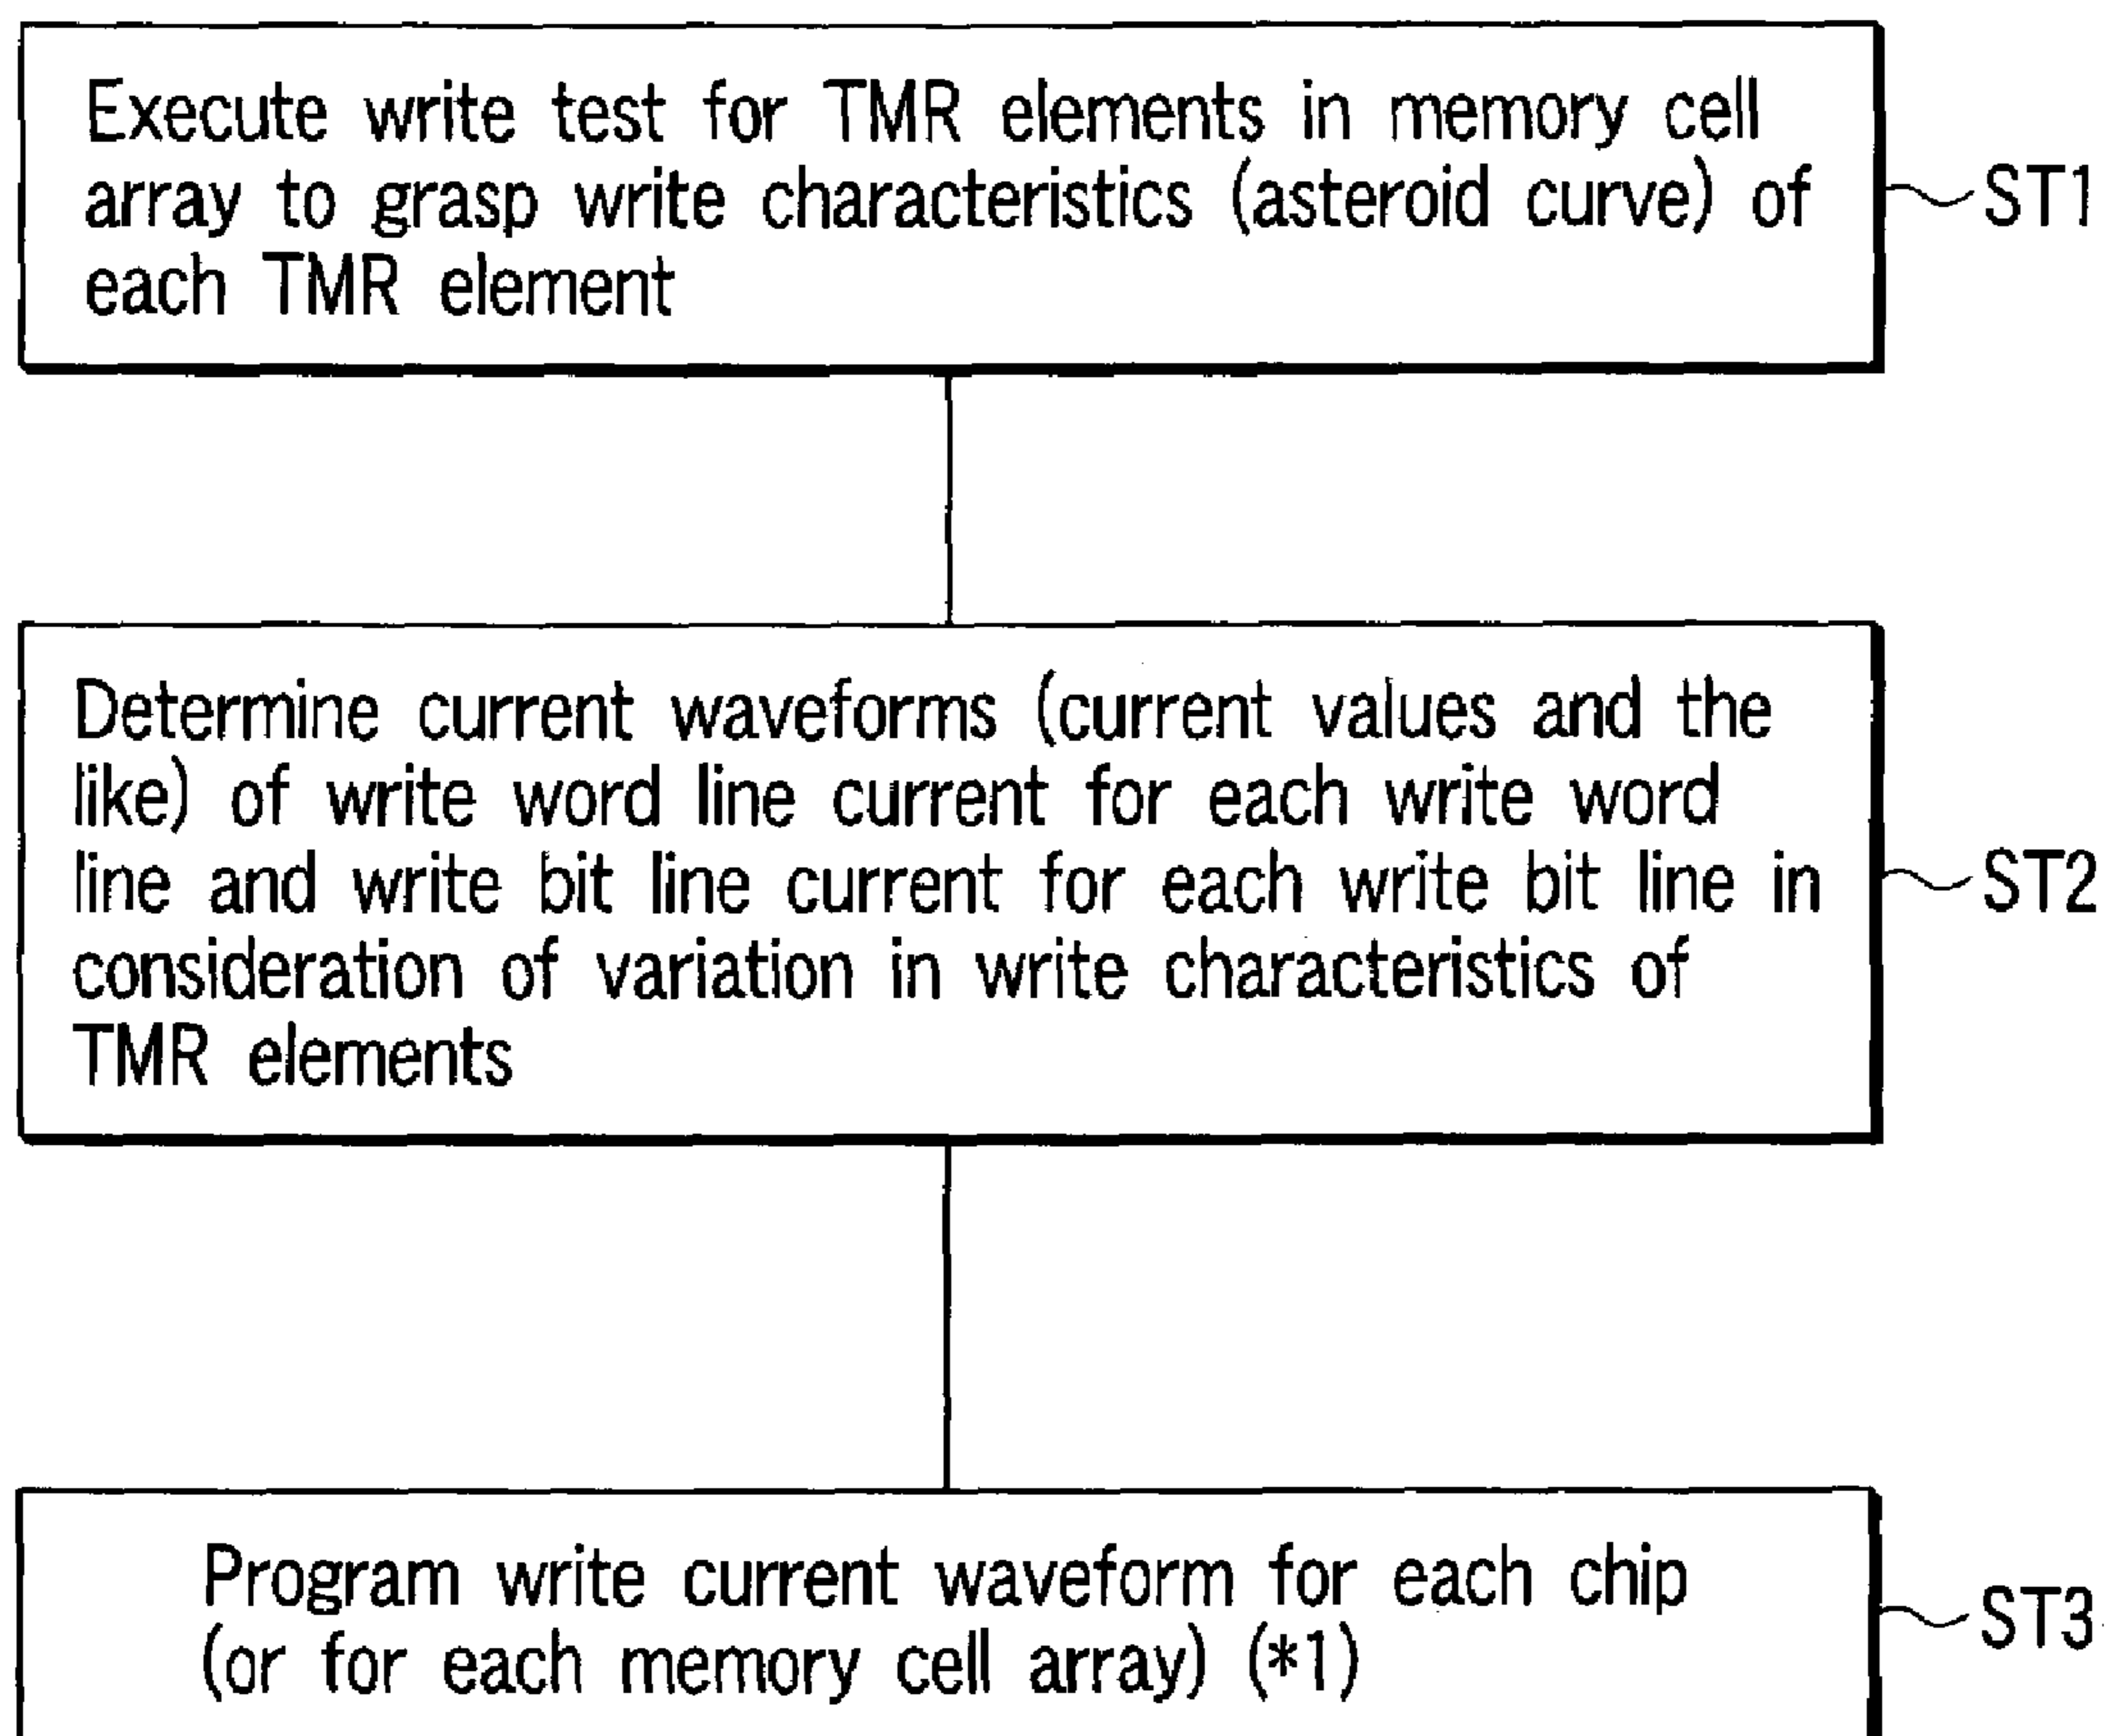 Execute write test for TMR elements in memory cell
array to grasp write characteristics (asteroid curve) of
each TMR element
ST1
Determine current waveforms (current values and the
like) of write word line current for each write word
line and write bit line current for each write bit line in
consideration of variation in write characteristics of
TMR elements
ST2
Program write current waveform for each chip
(or for each memory cell array) (*1)
ST3